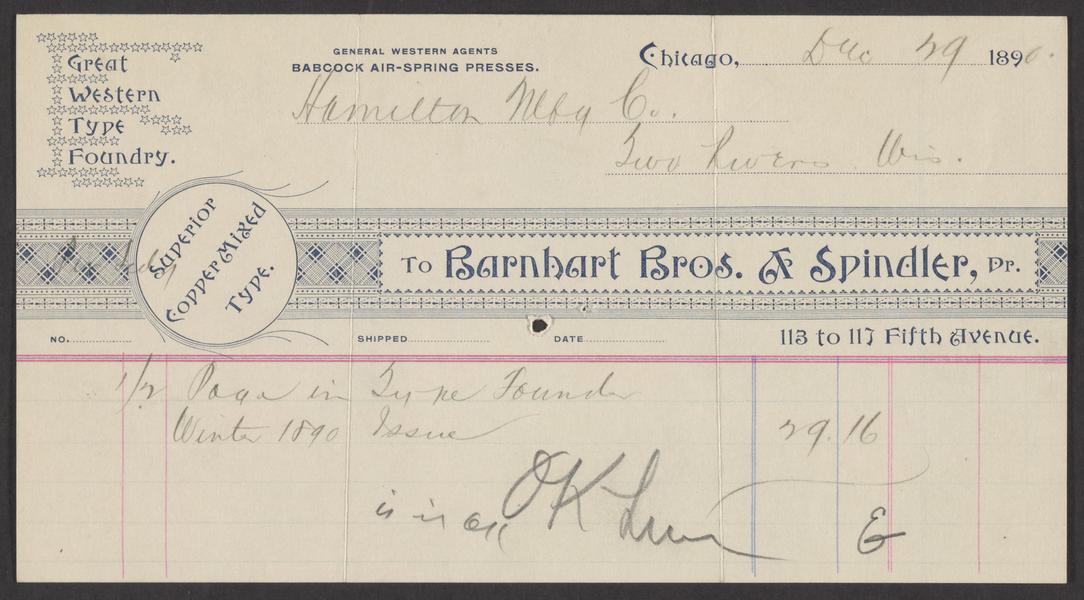 Great
Western
Type
Foundry.
GENERAL WESTERN AGENTS
BABCOCK AIR-SPRING PRESSES.
Chicago, Dec 29 1890.
Hamilton Mfg Co.
Two Rivers Wis.
Superior
Copper Mixed
Type.
To Barnhart Bros. & Spindler, Dr.
NO. SHIPPED DATE
113 to 117 Fifth Avenue.
1/2 Page in Type Founder
Winter 1890 Issue 29.16
OK